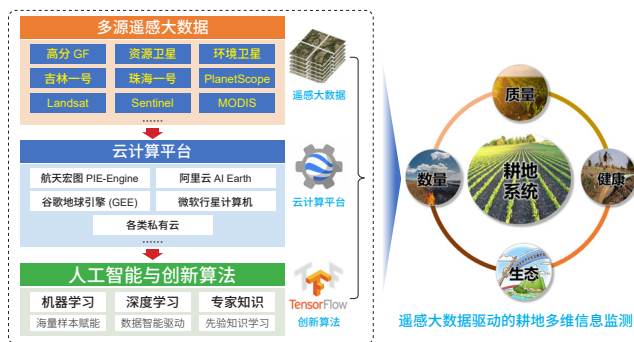 多源遥感大数据
高分 GF 资源卫星 环境卫星
吉林一号 珠海一号 PlanetScope
Landsat Sentinel MODIS
......
云计算平台
航天宏图 PIE-Engine 阿里云 AI Earth
谷歌地球引擎 (GEE) 微软行星计算机
各类私有云
......
人工智能与创新算法
机器学习 深度学习 专家知识
海量样本赋能 数据智能驱动 先验知识学习
遥感大数据
云计算平台
TensorFlow
创新算法
质量
数量
耕地
系统
健康
生态
遥感大数据驱动的耕地多维信息监测